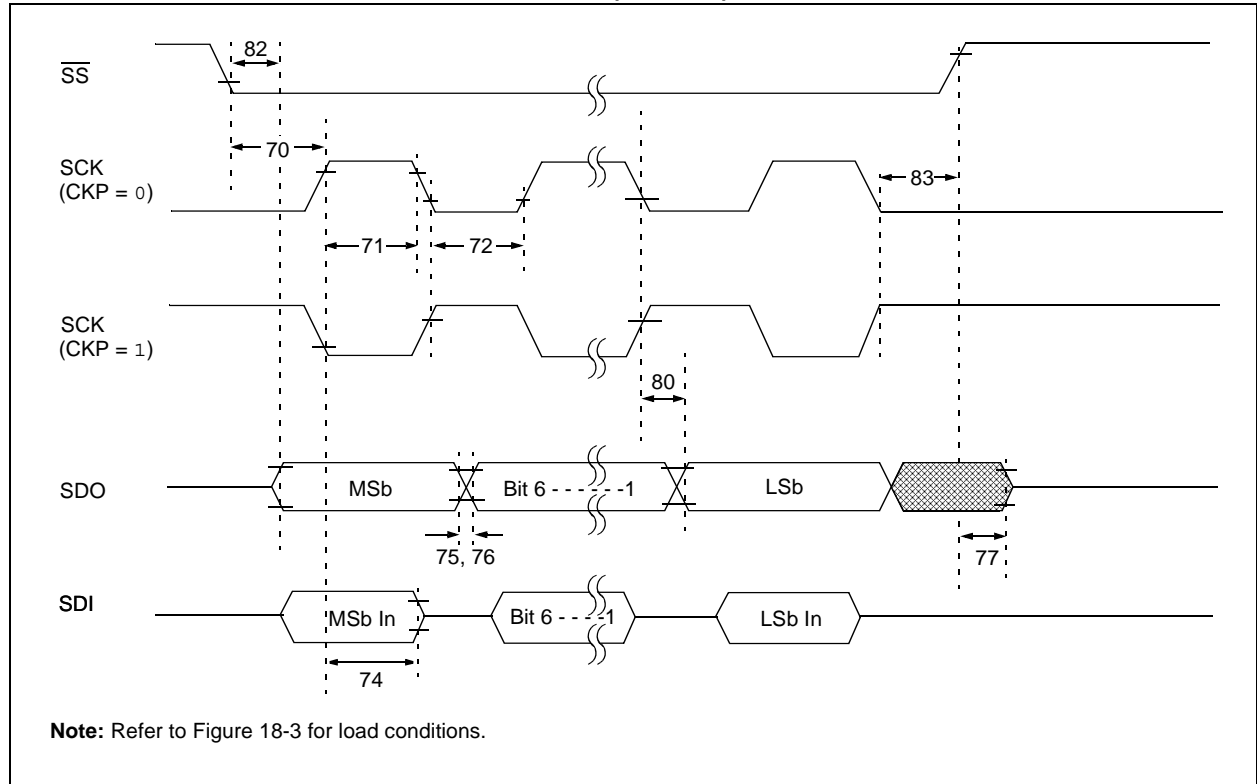 82
SS
70
SCK
(CKP = 0)
83
71
72
SCK
(CKP = 1)
80
SDO
MSb
Bit 6 - - - - - -1
LSb
75, 76
77
SDI
MSb In
Bit 6 - - - -1
LSb In
74
Note: Refer to Figure 18-3 for load conditions.